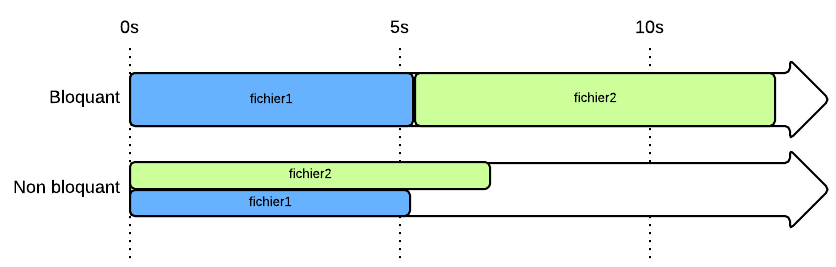 0s 5s 10s
Bloquant fichier1 fichier2
fichier2
Non bloquant
fichier1